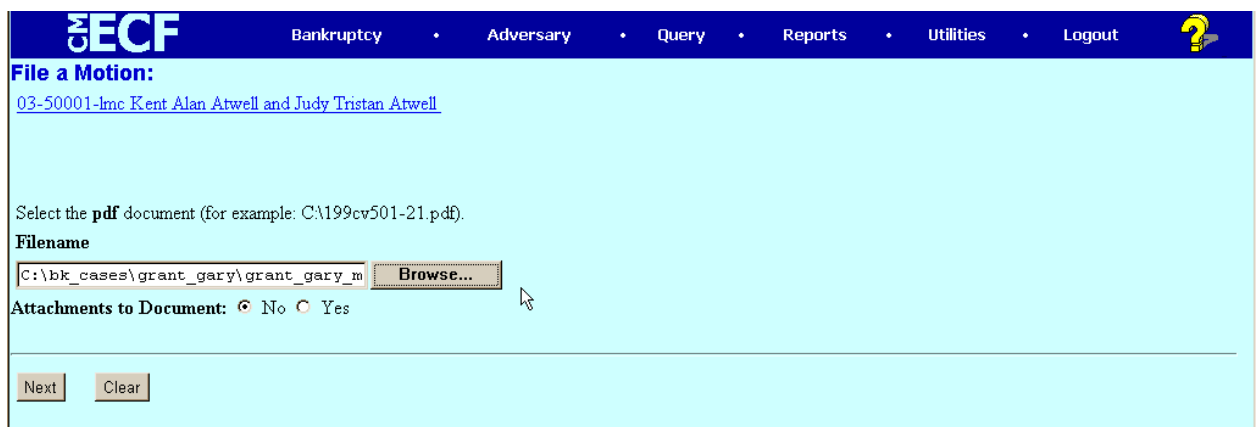 CM ECF Bankruptcy • Adversary • Query • Reports • Utilities • Logout ?
File a Motion:
03-50001-lmc Kent Alan Atwell and Judy Tristan Atwell
Select the pdf document (for example: C:\199cv501-21.pdf).
Filename
C:\bk_cases\grant_gary\grant_gary_m Browse...
Attachments to Document: No Yes
Next Clear